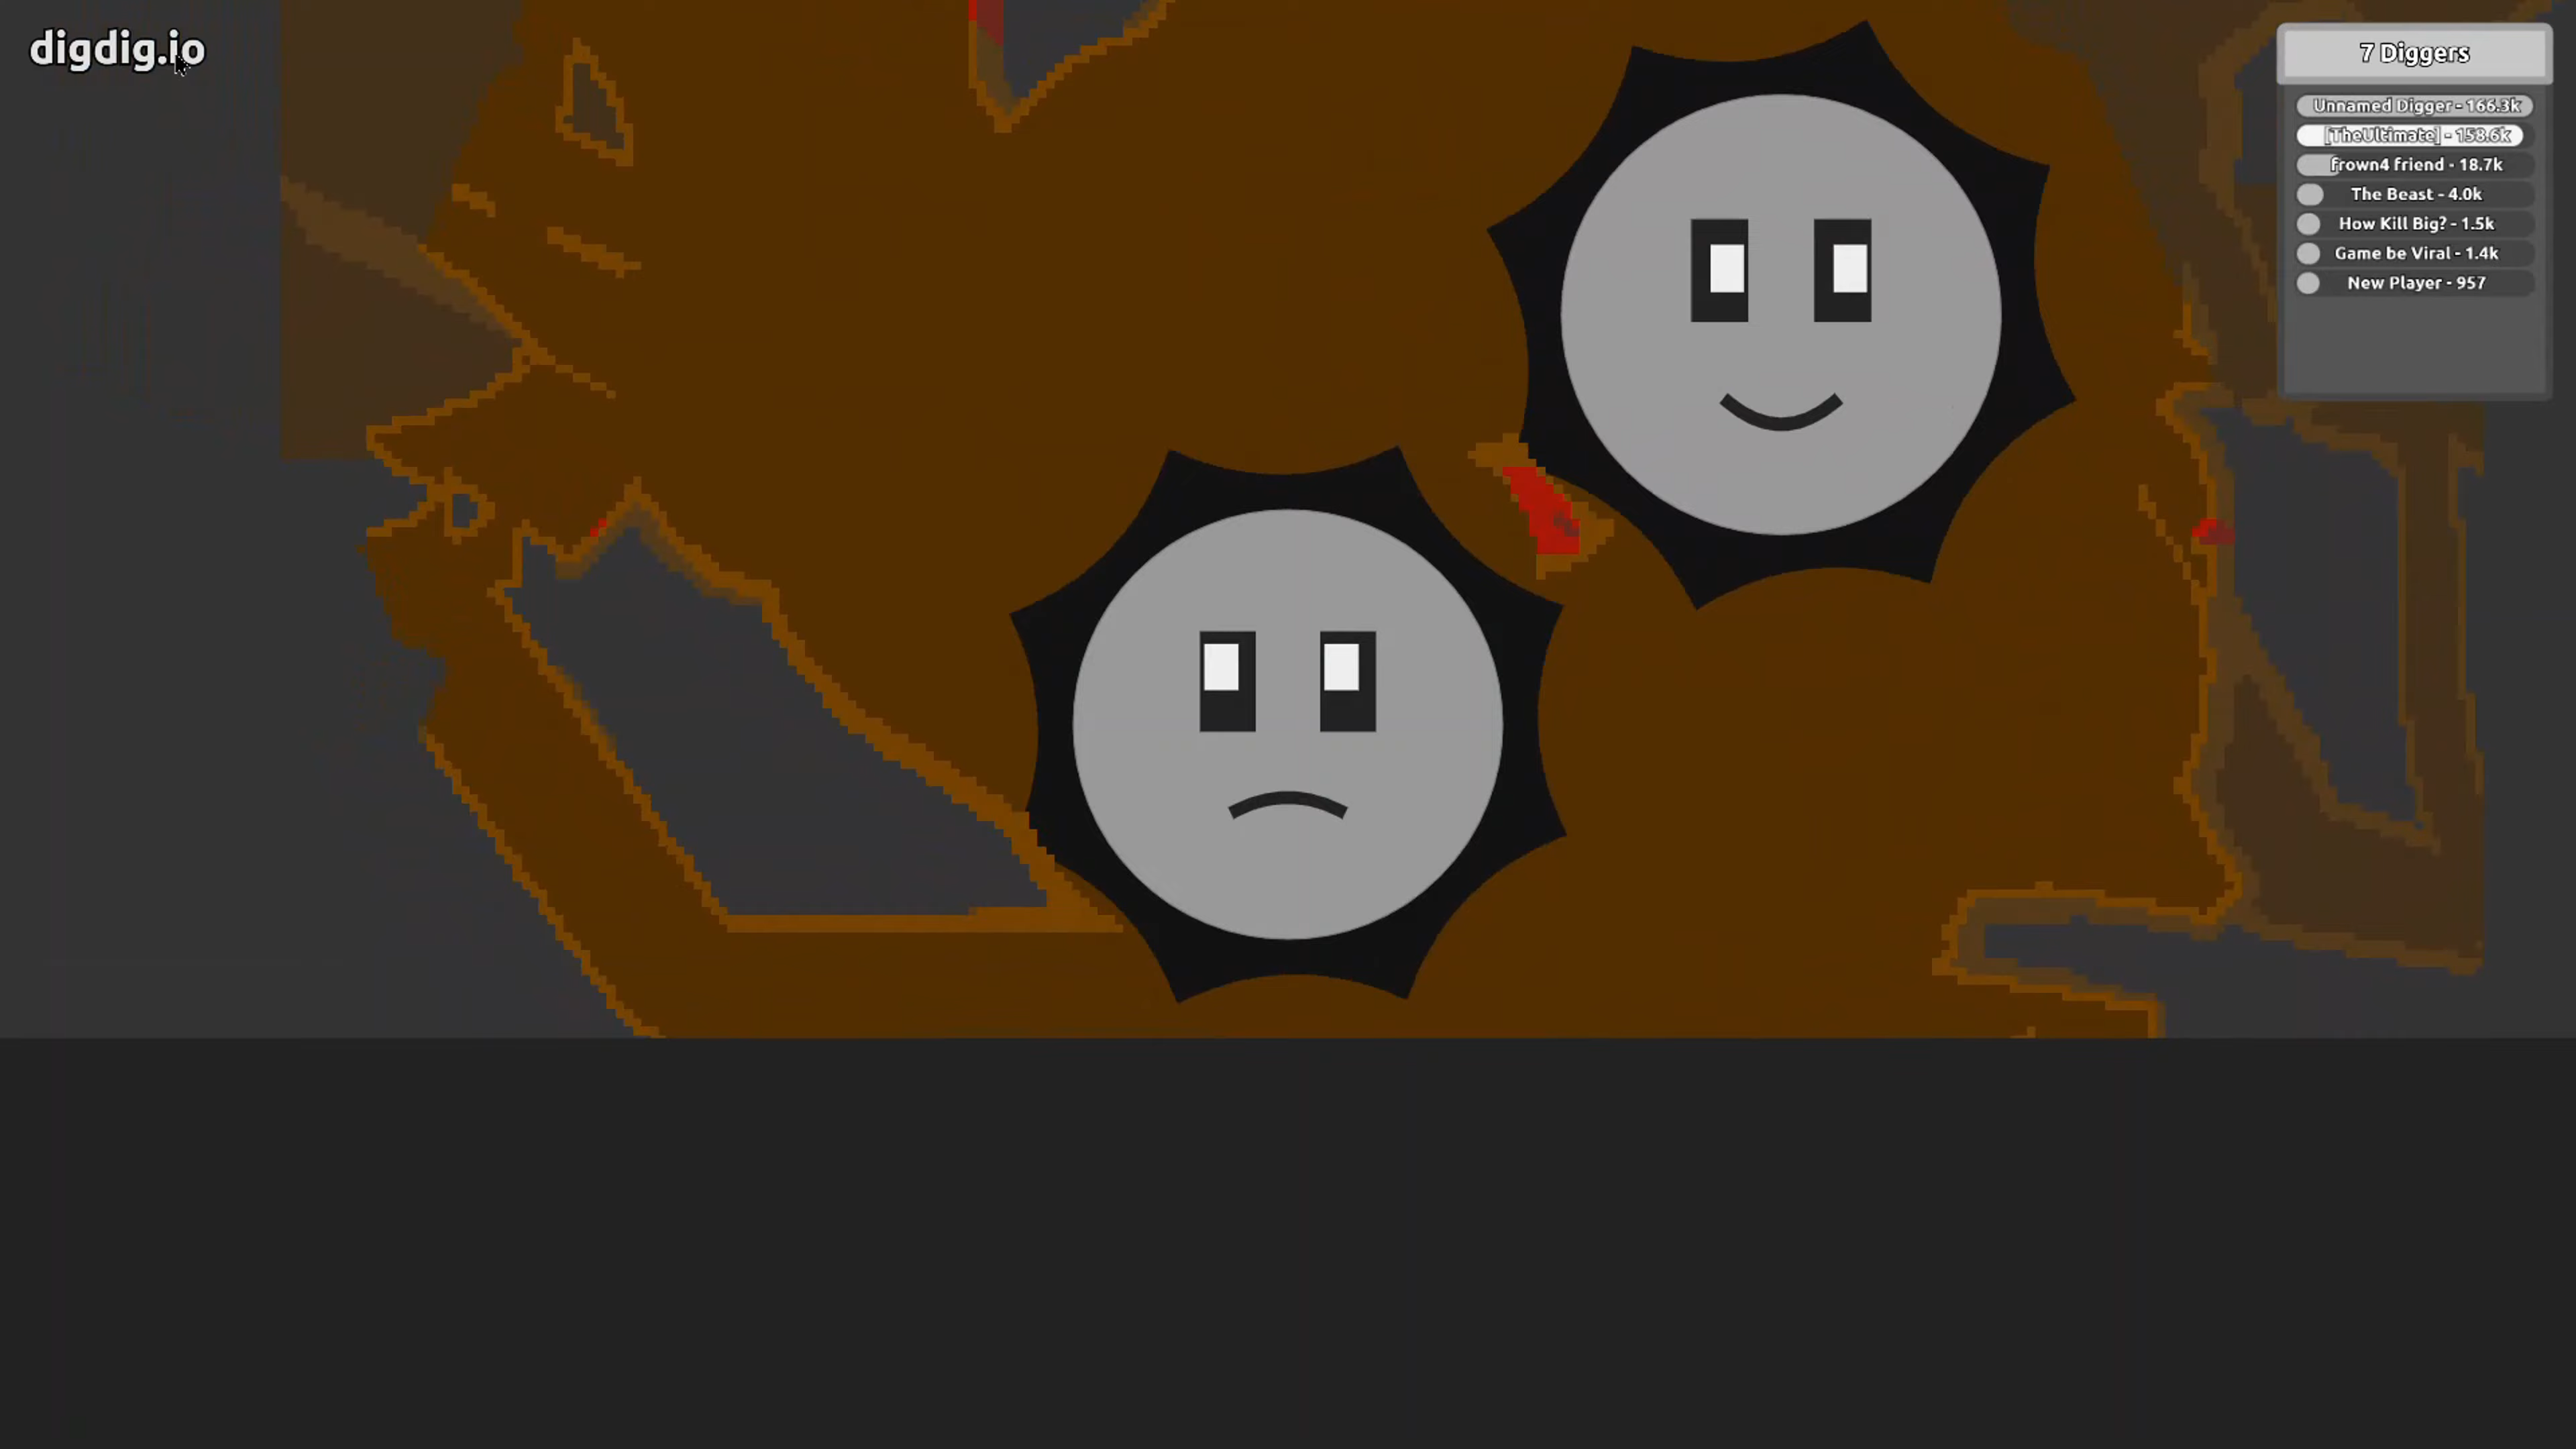 digdig.io
7 Diggers
Unnamed Digger - 166.3k
[TheUltimate] - 158.6k
frown4 friend - 18.7k
The Beast - 4.0k
How Kill Big? - 1.5k
Game be Viral - 1.4k
New Player - 957